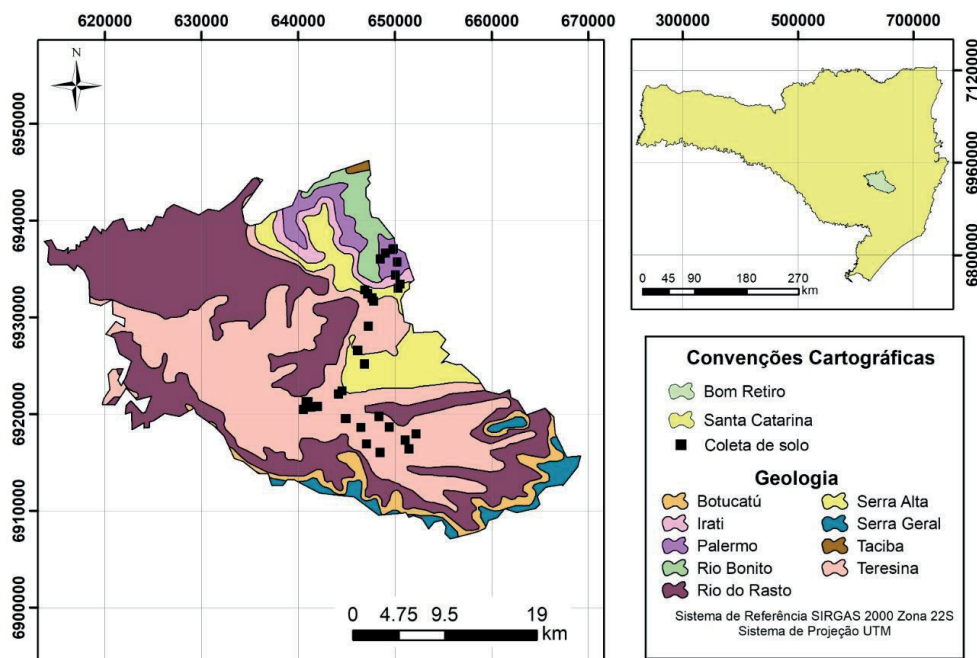 620000 630000 640000 650000 660000 670000
N
6950000
6940000
6930000
6920000
6910000
6900000
0 4.75 9.5 19
km
300000 500000 700000
7120000
6960000
6800000
0 45 90 180 270
km
Convenções Cartográficas
Bom Retiro
Santa Catarina
Coleta de solo
Geologia
Botucatú
Irati
Palermo
Rio Bonito
Rio do Rasto
Serra Alta
Serra Geral
Taciba
Teresina
Sistema de Referência SIRGAS 2000 Zona 22S
Sistema de Projeção UTM